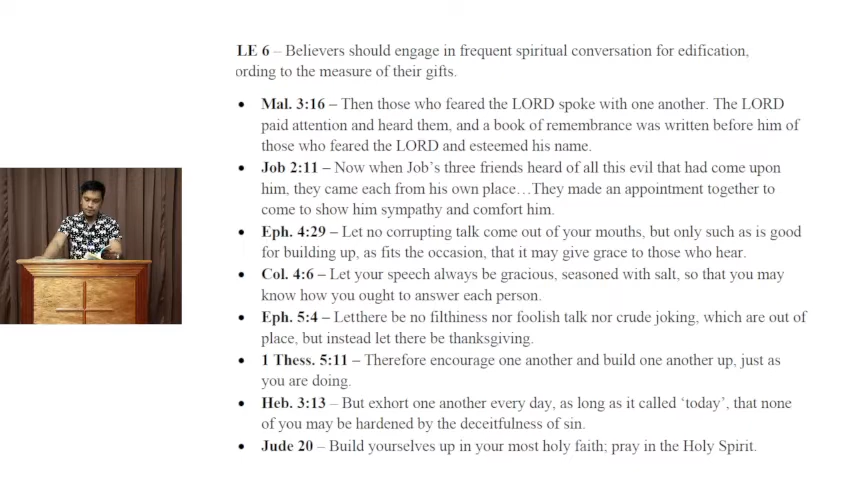 LE 6 – Believers should engage in frequent spiritual conversation for edification,
ording to the measure of their gifts.
• Mal. 3:16 – Then those who feared the LORD spoke with one another. The LORD
paid attention and heard them, and a book of remembrance was written before him of
those who feared the LORD and esteemed his name.
• Job 2:11 – Now when Job's three friends heard of all this evil that had come upon
him, they came each from his own place…They made an appointment together to
come to show him sympathy and comfort him.
• Eph. 4:29 – Let no corrupting talk come out of your mouths, but only such as is good
for building up, as fits the occasion, that it may give grace to those who hear.
• Col. 4:6 – Let your speech always be gracious, seasoned with salt, so that you may
know how you ought to answer each person.
• Eph. 5:4 – Letthere be no filthiness nor foolish talk nor crude joking, which are out of
place, but instead let there be thanksgiving.
• 1 Thess. 5:11 – Therefore encourage one another and build one another up, just as
you are doing.
• Heb. 3:13 – But exhort one another every day, as long as it called ‘today’, that none
of you may be hardened by the deceitfulness of sin.
• Jude 20 – Build yourselves up in your most holy faith; pray in the Holy Spirit.